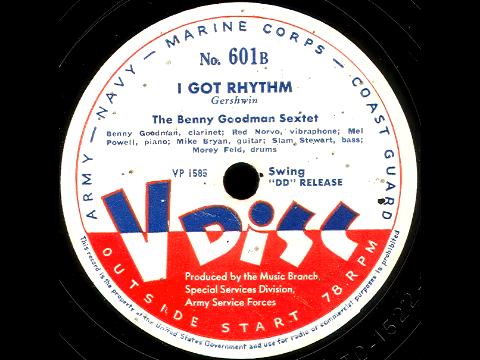 ARMY — NAVY — MARINE CORPS — COAST GUARD
No. 601B
I GOT RHYTHM
Gershwin
The Benny Goodman Sextet
Benny Goodman, clarinet; Red Norvo, vibraphone; Mel
Powell, piano; Mike Bryan, guitar; Slam Stewart, bass;
Morey Feld, drums
VP 1585
Swing
"DD" RELEASE
V DISC
Produced by the Music Branch,
Special Services Division,
Army Service Forces
OUTSIDE START 78 RPM
This record is the property of the United States Government and use for radio or commercial purposes is prohibited